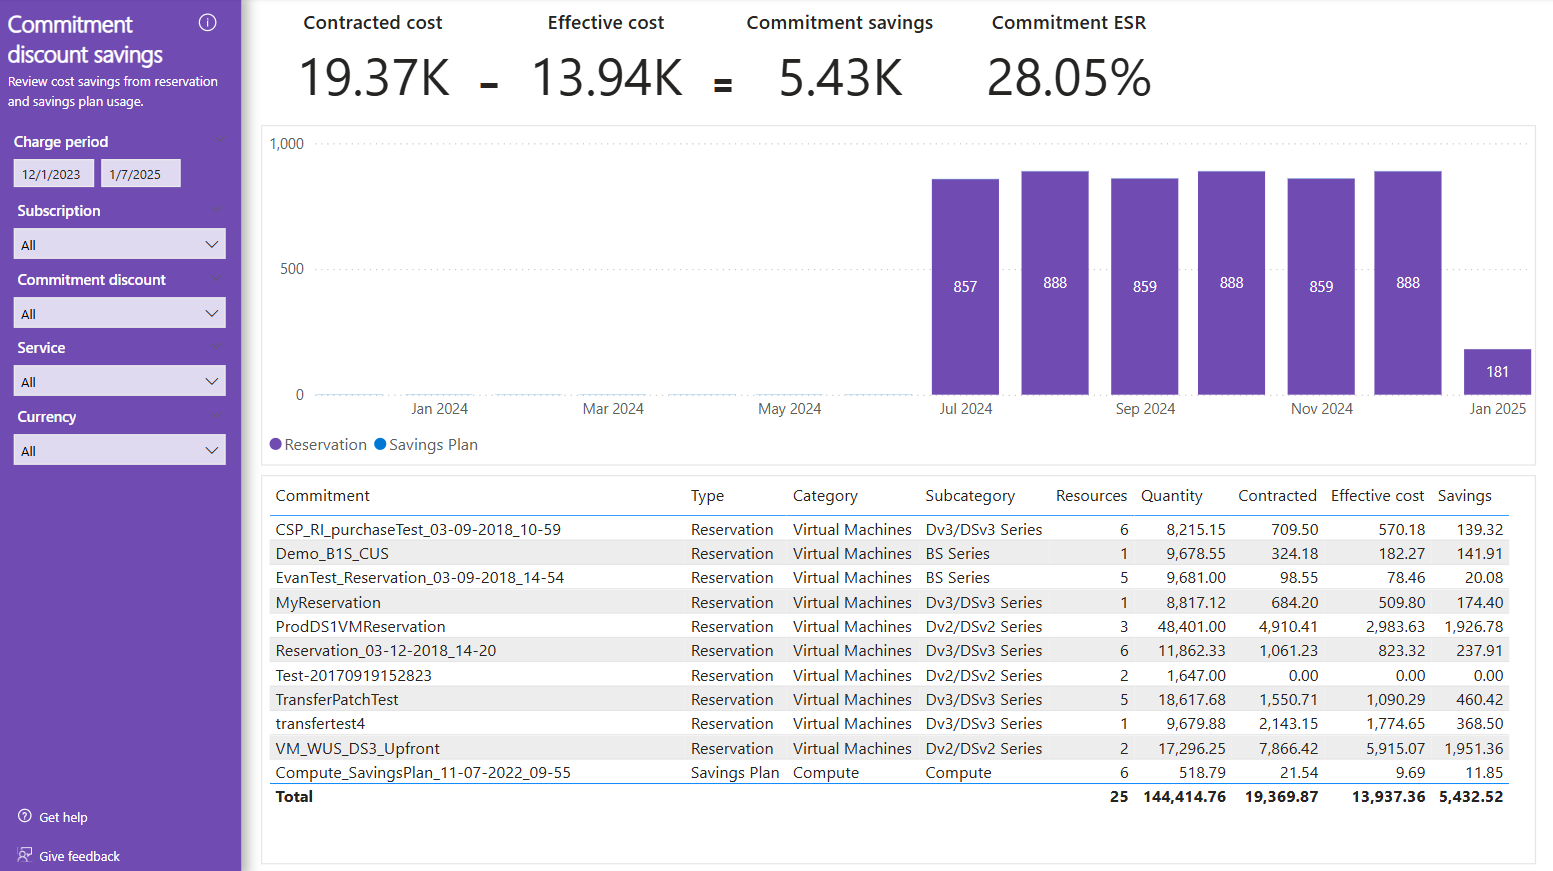 Commitment
discount savings
Review cost savings from reservation
and savings plan usage.
Charge period
12/1/2023 1/7/2025
Subscription
All
Commitment discount
All
Service
All
Currency
All
Get help
Give feedback
Contracted cost Effective cost Commitment savings Commitment ESR
19.37K - 13.94K = 5.43K 28.05%
1,000
500
0
857 888 859 888 859 888 181
Jan 2024 Mar 2024 May 2024 Jul 2024 Sep 2024 Nov 2024 Jan 2025
Reservation Savings Plan
Commitment Type Category Subcategory Resources Quantity Contracted Effective cost Savings
CSP_RI_purchaseTest_03-09-2018_10-59 Reservation Virtual Machines Dv3/DSv3 Series 6 8,215.15 709.50 570.18 139.32
Demo_B1S_CUS Reservation Virtual Machines BS Series 1 9,678.55 324.18 182.27 141.91
EvanTest_Reservation_03-09-2018_14-54 Reservation Virtual Machines BS Series 5 9,681.00 98.55 78.46 20.08
MyReservation Reservation Virtual Machines Dv3/DSv3 Series 1 8,817.12 684.20 509.80 174.40
ProdDS1VMReservation Reservation Virtual Machines Dv2/DSv2 Series 3 48,401.00 4,910.41 2,983.63 1,926.78
Reservation_03-12-2018_14-20 Reservation Virtual Machines Dv3/DSv3 Series 6 11,862.33 1,061.23 823.32 237.91
Test-20170919152823 Reservation Virtual Machines Dv2/DSv2 Series 2 1,647.00 0.00 0.00 0.00
TransferPatchTest Reservation Virtual Machines Dv3/DSv3 Series 5 18,617.68 1,550.71 1,090.29 460.42
transfertest4 Reservation Virtual Machines Dv3/DSv3 Series 1 9,679.88 2,143.15 1,774.65 368.50
VM_WUS_DS3_Upfront Reservation Virtual Machines Dv2/DSv2 Series 2 17,296.25 7,866.42 5,915.07 1,951.36
Compute_SavingsPlan_11-07-2022_09-55 Savings Plan Compute Compute 6 518.79 21.54 9.69 11.85
Total 25 144,414.76 19,369.87 13,937.36 5,432.52